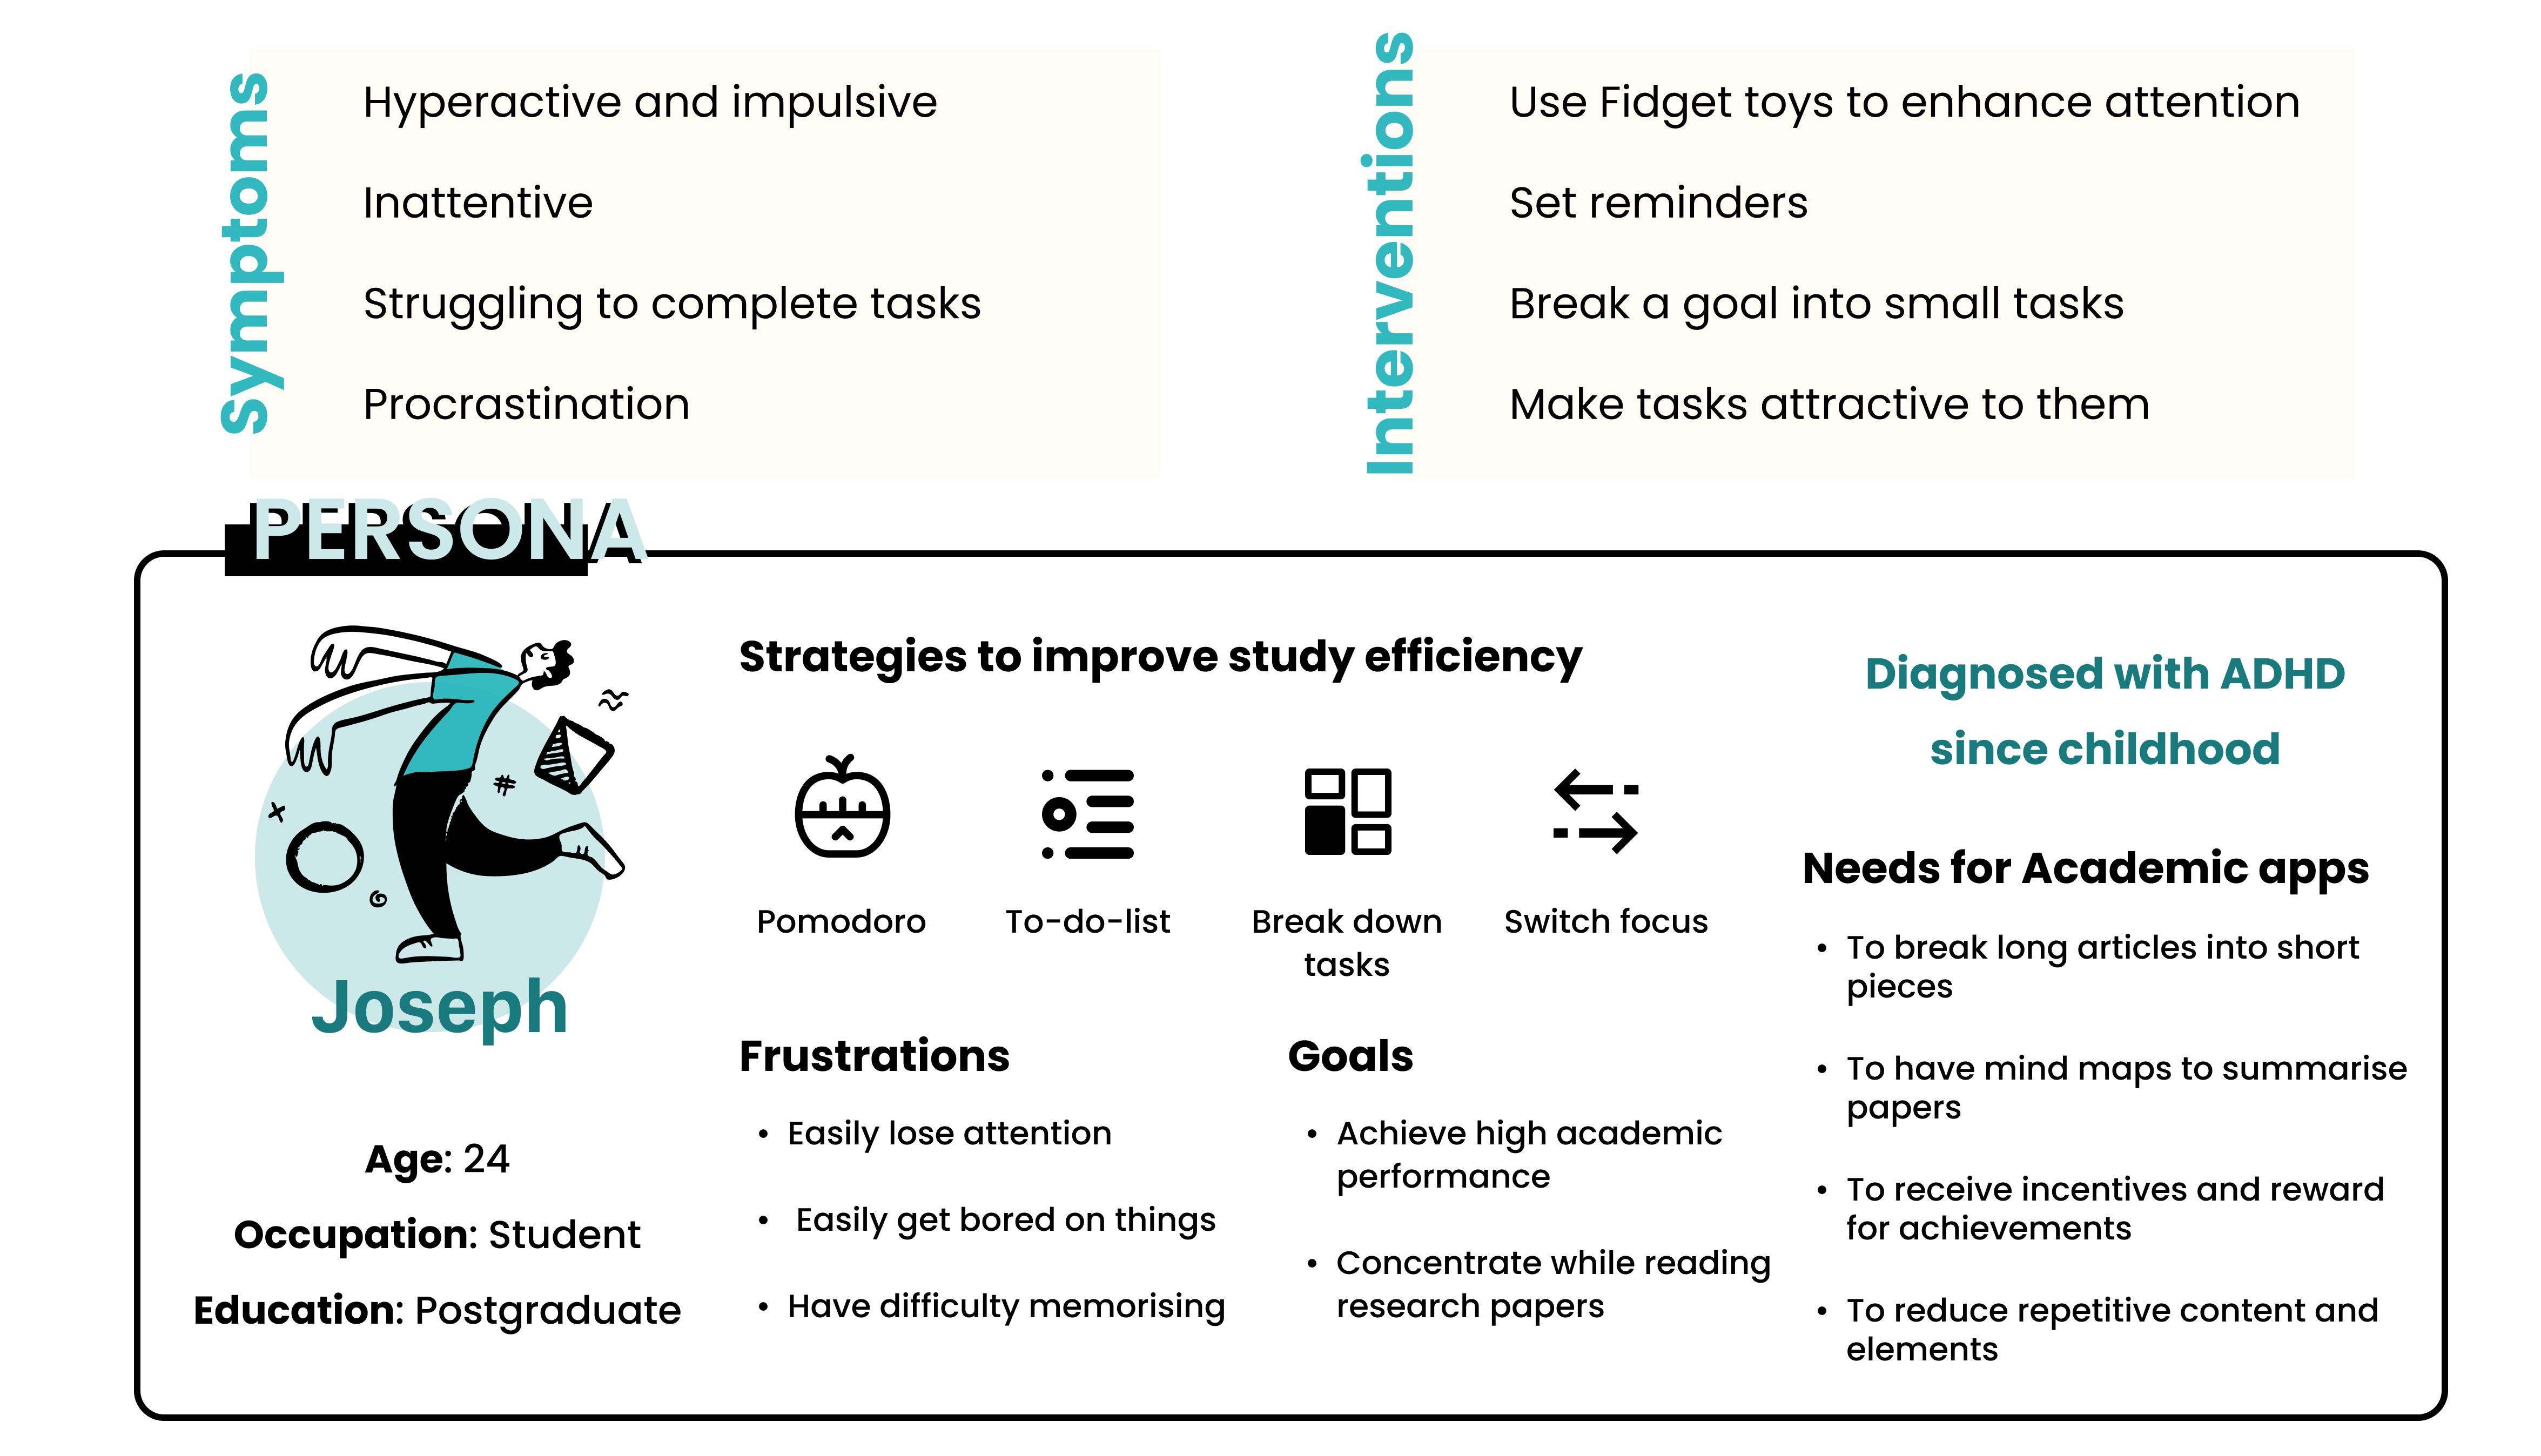 Symptoms
Hyperactive and impulsive
Inattentive
Struggling to complete tasks
Procrastination
Interventions
Use Fidget toys to enhance attention
Set reminders
Break a goal into small tasks
Make tasks attractive to them
PERSONA
Joseph
Age: 24
Occupation: Student
Education: Postgraduate
Strategies to improve study efficiency
Pomodoro
To-do-list
Break down
tasks
Switch focus
Frustrations
• Easily lose attention
• Easily get bored on things
• Have difficulty memorising
Goals
• Achieve high academic
performance
• Concentrate while reading
research papers
Diagnosed with ADHD
since childhood
Needs for Academic apps
• To break long articles into short
pieces
• To have mind maps to summarise
papers
• To receive incentives and reward
for achievements
• To reduce repetitive content and
elements